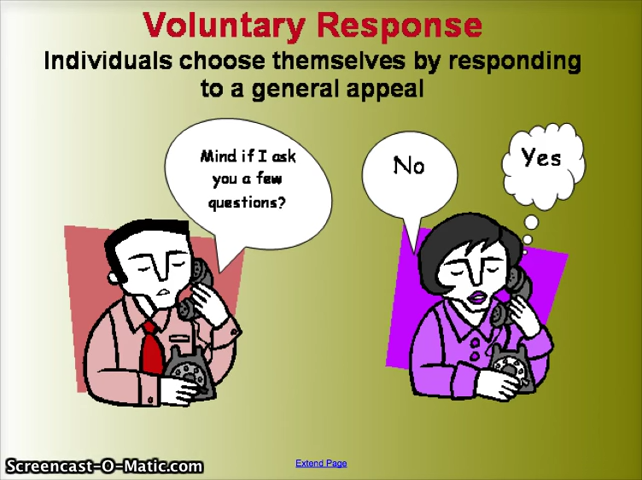 Voluntary Response
Individuals choose themselves by responding
to a general appeal
Mind if I ask
you a few
questions?
No
Yes
Extend Page
Screencast-O-Matic.com